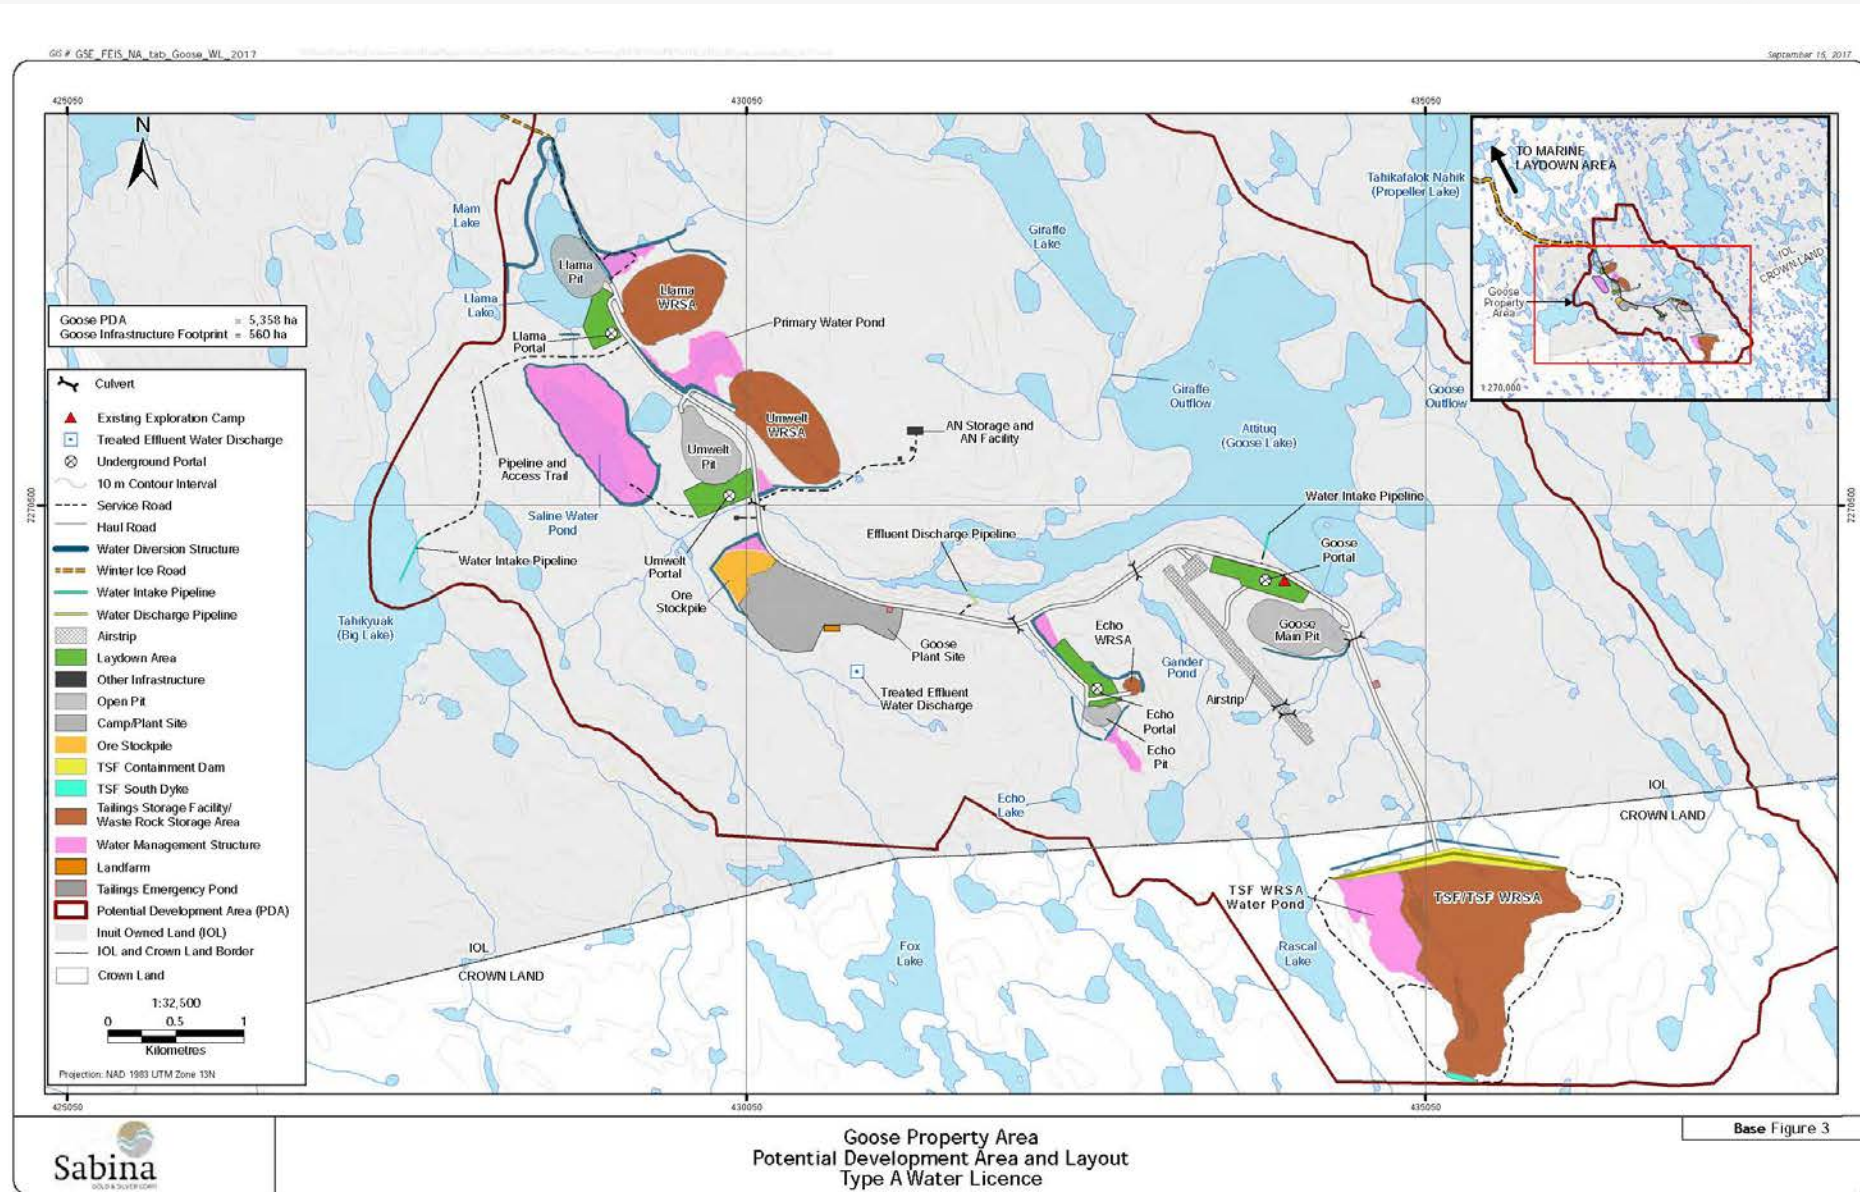 GIS # GSE_FEIS_NA_tab_Goose_WL_2017
September 15, 2017
425050
430050
435050
N
TO MARINE
LAYDOWN AREA
IOL
CROWN LAND
Goose
Property
Area
1:270,000
Tahikafalok Nahik
(Propeller Lake)
Mam
Lake
Giraffe
Lake
Llama
Pit
Llama
WRSA
Llama
Lake
Llama
Portal
Primary Water Pond
Goose PDA = 5,358 ha
Goose Infrastructure Footprint = 560 ha
Giraffe
Outflow
Goose
Outflow
Umwelt
WRSA
Umwelt
Pit
AN Storage and
AN Facility
Attituq
(Goose Lake)
Pipeline and
Access Trail
Saline Water
Pond
Water Intake Pipeline
2270500
2270500
Effluent Discharge Pipeline
Goose
Portal
Water Intake Pipeline
Umwelt
Portal
Ore
Stockpile
Tahikyuak
(Big Lake)
Goose
Plant Site
Echo
WRSA
Goose
Main Pit
Gander
Pond
Treated Effluent
Water Discharge
Airstrip
Echo
Portal
Echo
Pit
Echo
Lake
IOL
CROWN LAND
TSF WRSA
Water Pond
TSF/TSF WRSA
Fox
Lake
Rascal
Lake
IOL
CROWN LAND
Culvert
Existing Exploration Camp
Treated Effluent Water Discharge
Underground Portal
10 m Contour Interval
Service Road
Haul Road
Water Diversion Structure
Winter Ice Road
Water Intake Pipeline
Water Discharge Pipeline
Airstrip
Laydown Area
Other Infrastructure
Open Pit
Camp/Plant Site
Ore Stockpile
TSF Containment Dam
TSF South Dyke
Tailings Storage Facility/
Waste Rock Storage Area
Water Management Structure
Landfarm
Tailings Emergency Pond
Potential Development Area (PDA)
Inuit Owned Land (IOL)
IOL and Crown Land Border
Crown Land
1:32,500
0 0.5 1
Kilometres
Projection: NAD 1983 UTM Zone 13N
425050
430050
435050
Sabina
GOLD & SILVER CORP.
Goose Property Area
Potential Development Area and Layout
Type A Water Licence
Base Figure 3